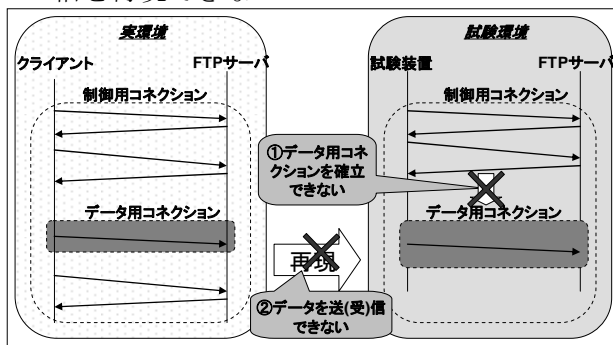 実環境
試験環境
クライアント
FTPサーバ
試験装置
FTPサーバ
制御用コネクション
制御用コネクション
①データ用コネ
クションを確立
できない
データ用コネクション
データ用コネクション
再現
②データを送(受)信
できない